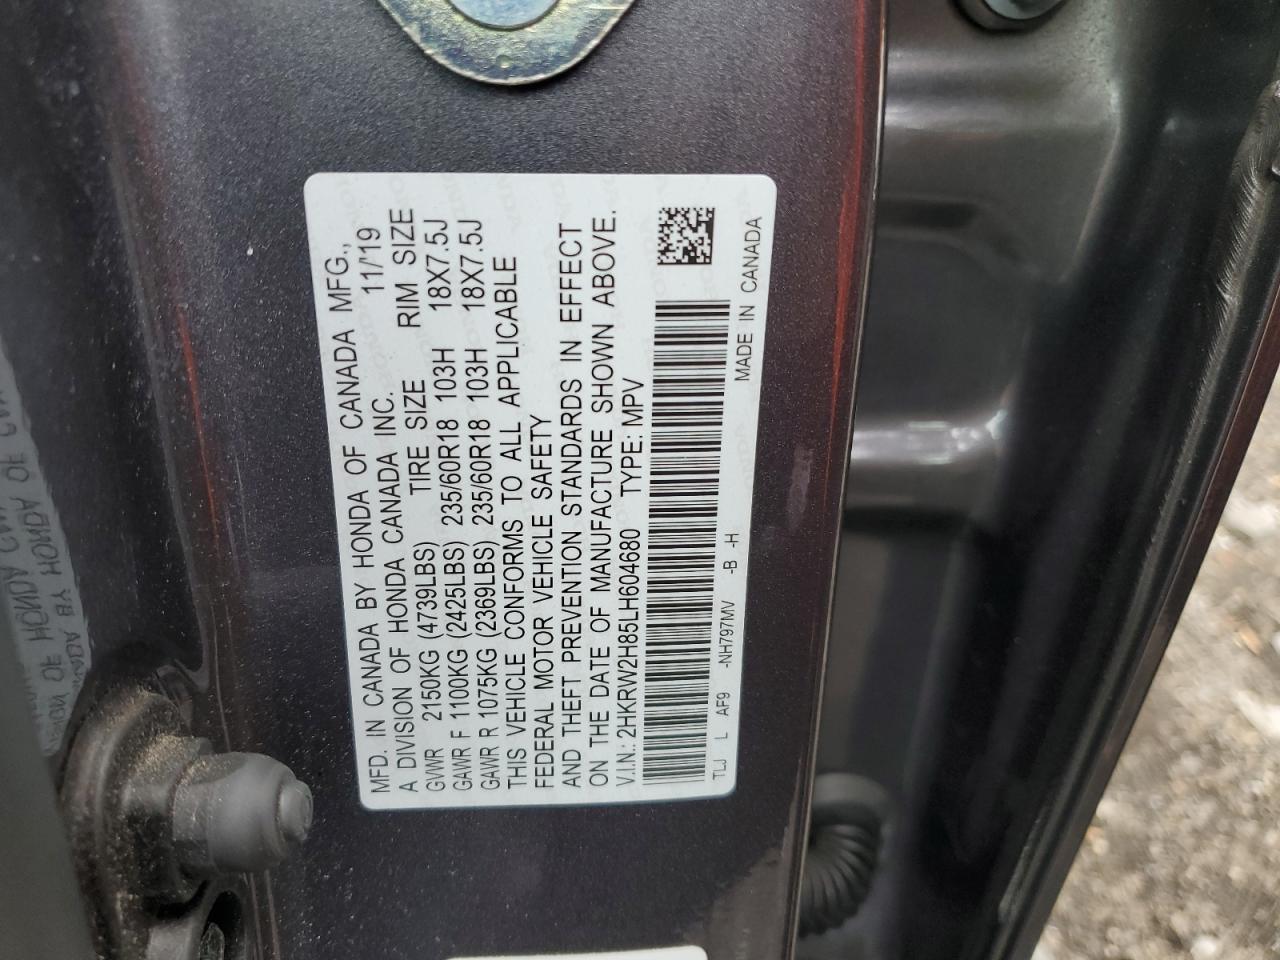 MFD. IN CANADA BY HONDA OF CANADA MFG.,
A DIVISION OF HONDA CANADA INC. 11/'19
GVWR 2150KG (4739LBS) TIRE SIZE RIM SIZE
GAWR F 1100KG (2425LBS) 235/60R18 103H 18X7.5J
GAWR R 1075KG (2369LBS) 235/60R18 103H 18X7.5J
THIS VEHICLE CONFORMS TO ALL APPLICABLE
FEDERAL MOTOR VEHICLE SAFETY
AND THEFT PREVENTION STANDARDS IN EFFECT
ON THE DATE OF MANUFACTURE SHOWN ABOVE.
V.I.N.: 2HKRW2H85LH604680 TYPE: MPV
TLJ L AF9 -NH797MV -B -H MADE IN CANADA